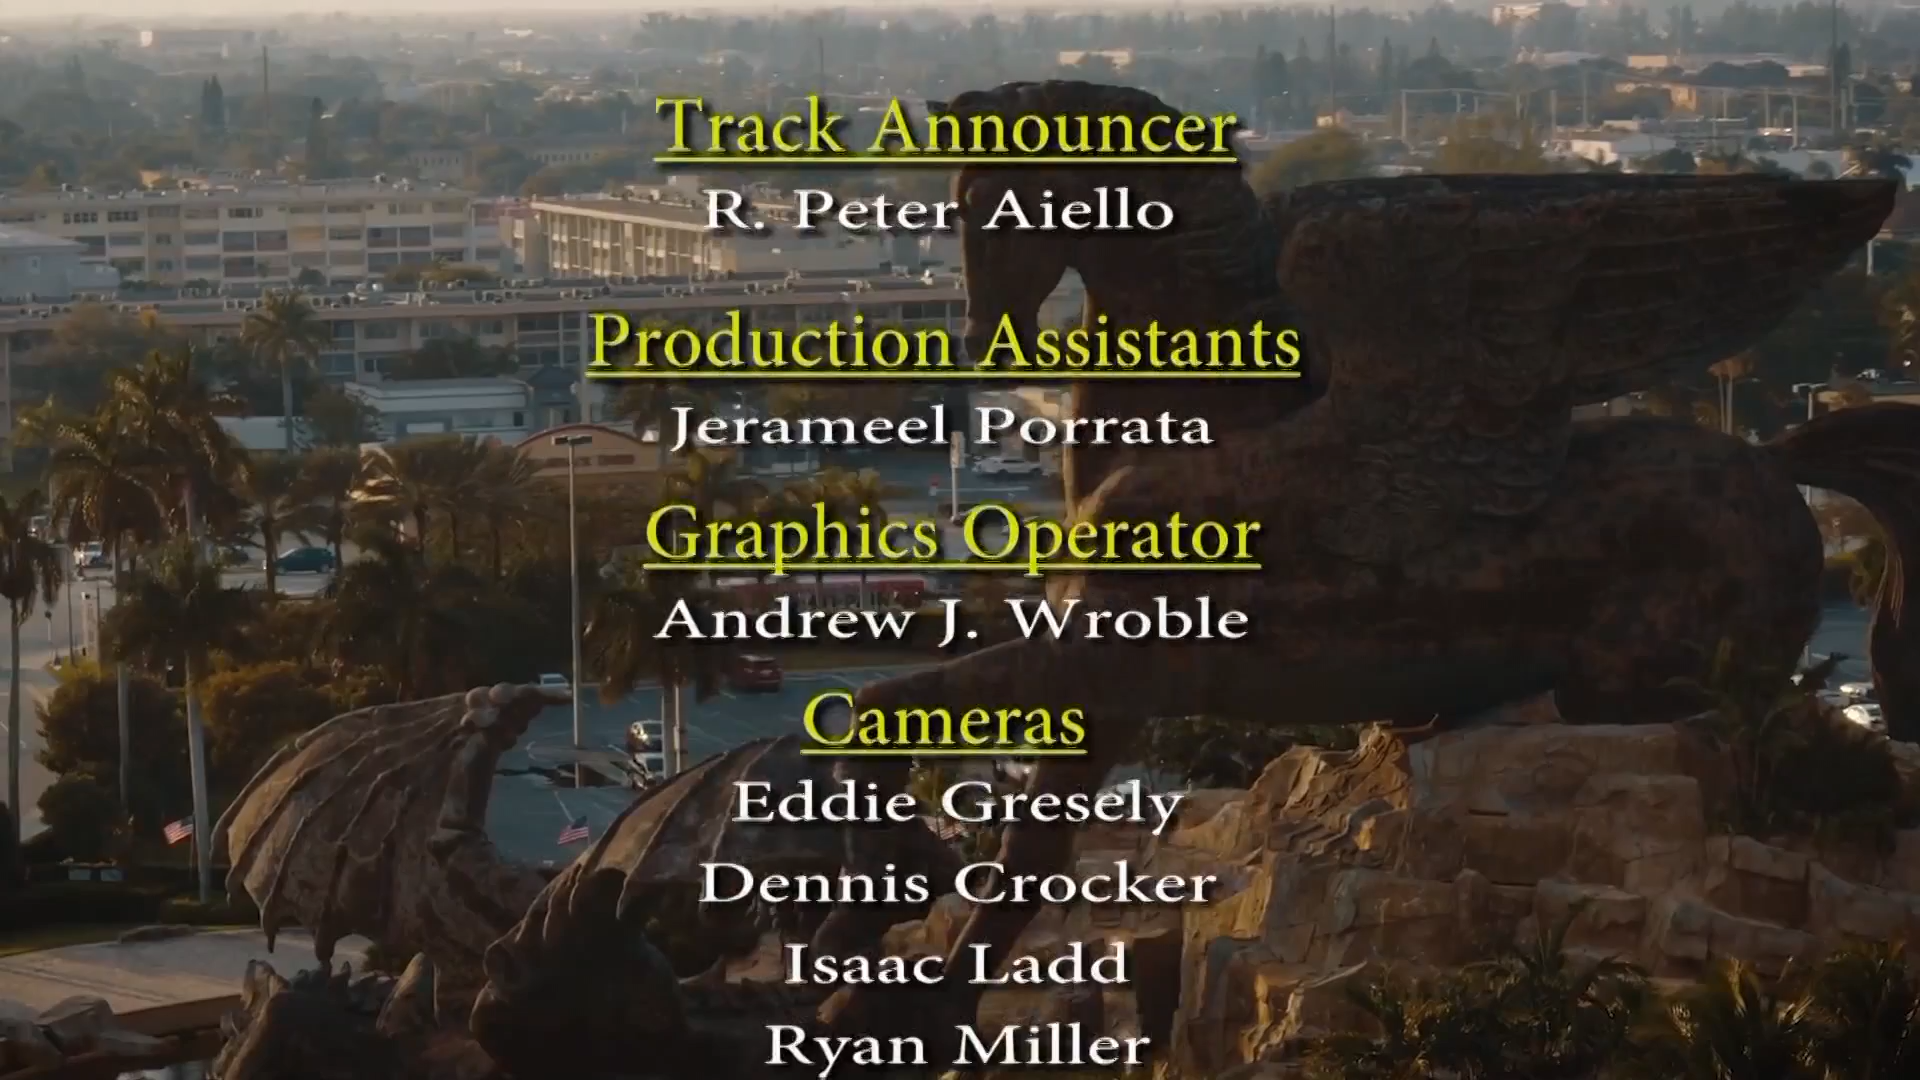 Track Announcer
R. Peter Aiello
Production Assistants
Jerameel Porrata
Graphics Operator
Andrew J. Wroble
Cameras
Eddie Gresely
Dennis Crocker
Isaac Ladd
Ryan Miller